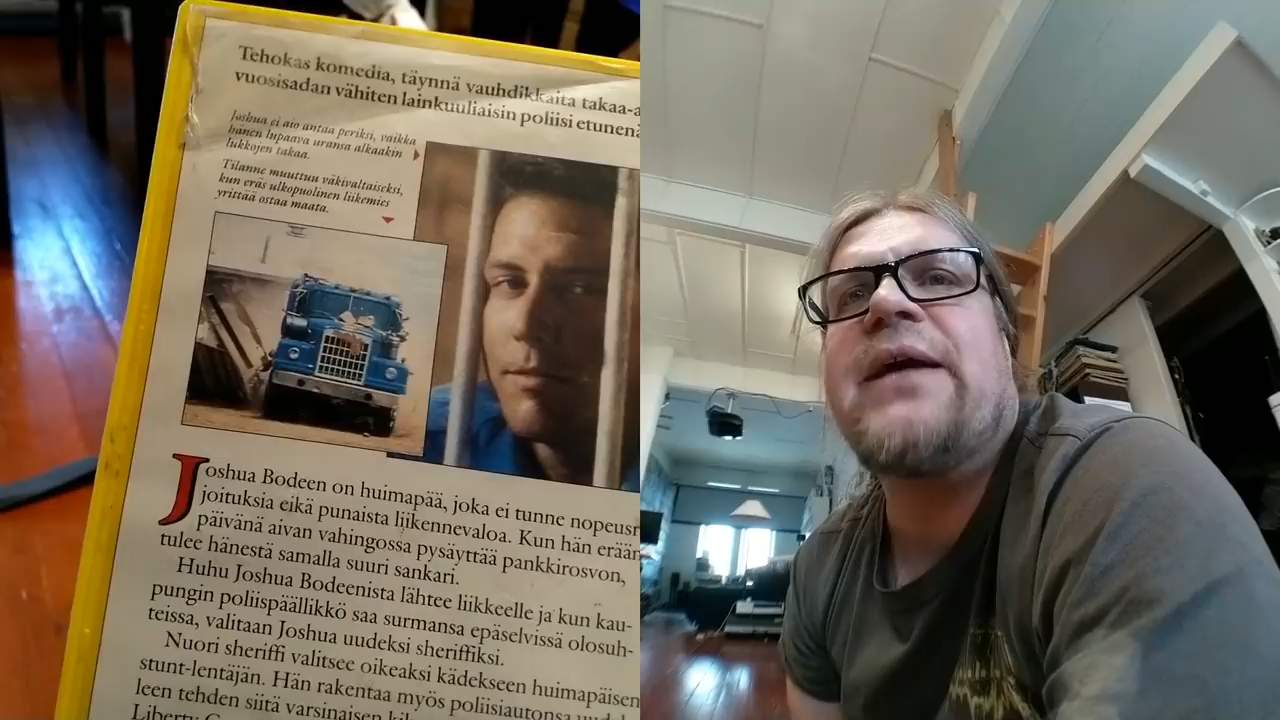 Tehokas komedia, täynnä vauhdikkaita takaa-a
vuosisadan vähiten lainkuuliaisin poliisi etunenä
Joshua ei aio antaa periksi, vaikka
hänen lupaava uransa alkaakin
lukkojen takaa.
Tilanne muuttuu väkivaltaiseksi,
kun eräs ulkopuolinen liikemies
yrittää ostaa maata.
Joshua Bodeen on huimapää, joka ei tunne nopeusr
joituksia eikä punaista liikennevaloa. Kun hän erään
päivänä aivan vahingossa pysäyttää pankkirosvon,
tulee hänestä samalla suuri sankari.
Huhu Joshua Bodeenista lähtee liikkeelle ja kun kau-
pungin poliispäällikkö saa surmansa epäselvissä olosuh-
teissa, valitaan Joshua uudeksi sheriffiksi.
Nuori sheriffi valitsee oikeaksi kädekseen huimapäisen
stunt-lentäjän. Hän rakentaa myös poliisiautonsa
leen tehden siitä varsinaisen
Liberty